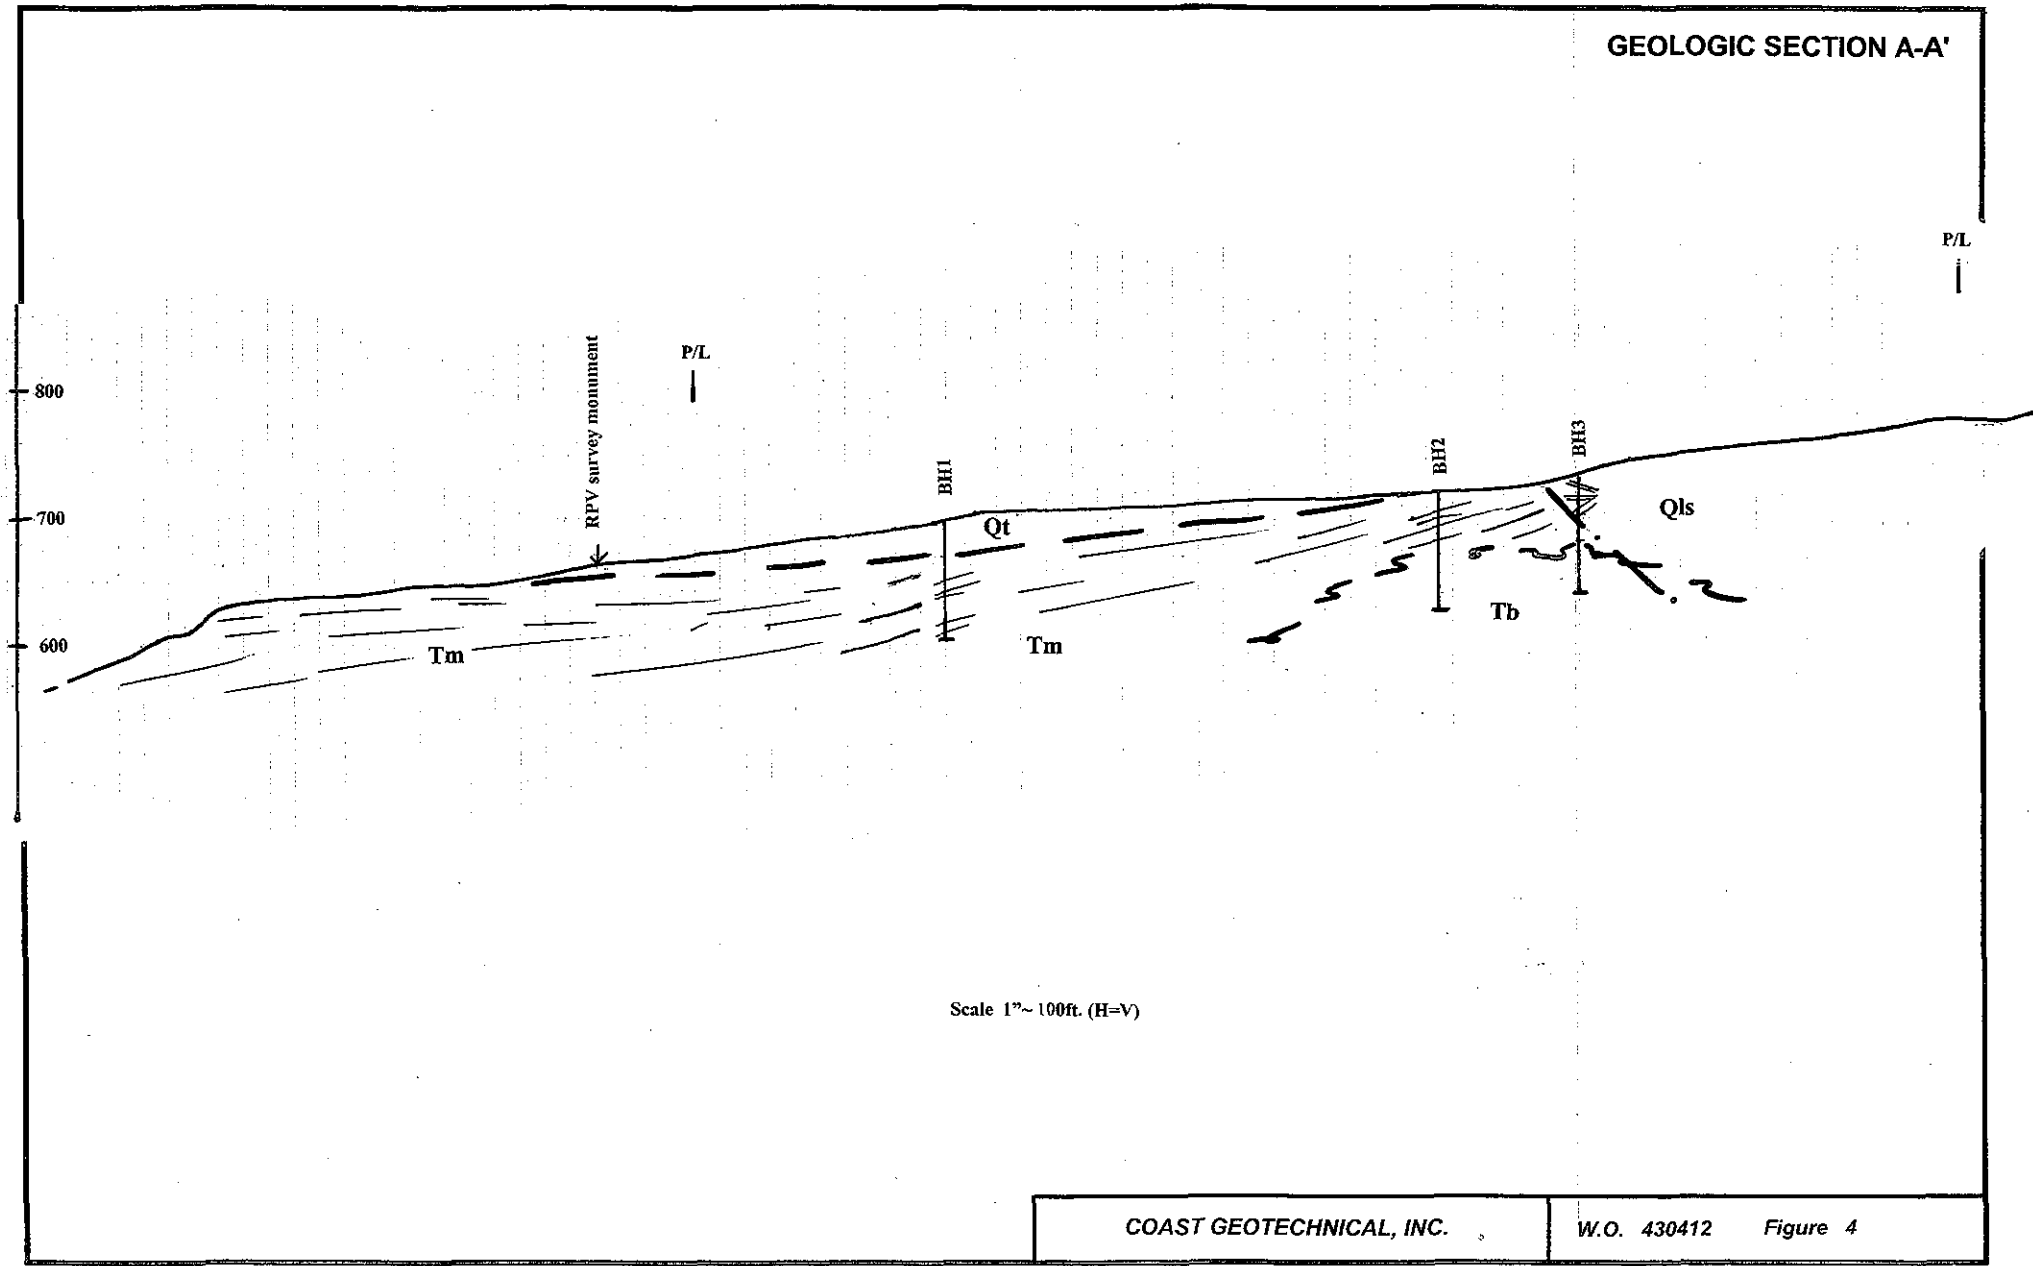 GEOLOGIC SECTION A-A'
P/L
P/L
RPV survey monument
800
BH3
BH2
BH1
700
Qls
Qt
Tb
600
Tm
Tm
Scale 1"~ 100ft. (H=V)
COAST GEOTECHNICAL, INC.
W.O. 430412 Figure 4